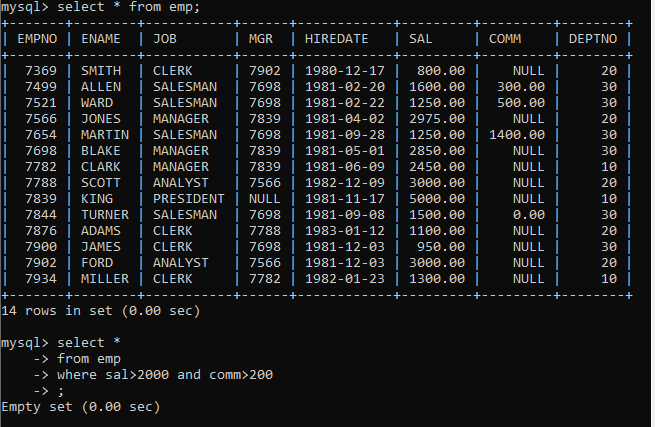 mysql> select * from emp;
+-------+--------+-----------+------+------------+---------+---------+--------+
| EMPNO | ENAME | JOB | MGR | HIREDATE | SAL | COMM | DEPTNO |
+-------+--------+-----------+------+------------+---------+---------+--------+
| 7369 | SMITH | CLERK | 7902 | 1980-12-17 | 800.00 | NULL | 20 |
| 7499 | ALLEN | SALESMAN | 7698 | 1981-02-20 | 1600.00 | 300.00 | 30 |
| 7521 | WARD | SALESMAN | 7698 | 1981-02-22 | 1250.00 | 500.00 | 30 |
| 7566 | JONES | MANAGER | 7839 | 1981-04-02 | 2975.00 | NULL | 20 |
| 7654 | MARTIN | SALESMAN | 7698 | 1981-09-28 | 1250.00 | 1400.00 | 30 |
| 7698 | BLAKE | MANAGER | 7839 | 1981-05-01 | 2850.00 | NULL | 30 |
| 7782 | CLARK | MANAGER | 7839 | 1981-06-09 | 2450.00 | NULL | 10 |
| 7788 | SCOTT | ANALYST | 7566 | 1982-12-09 | 3000.00 | NULL | 20 |
| 7839 | KING | PRESIDENT | NULL | 1981-11-17 | 5000.00 | NULL | 10 |
| 7844 | TURNER | SALESMAN | 7698 | 1981-09-08 | 1500.00 | 0.00 | 30 |
| 7876 | ADAMS | CLERK | 7788 | 1983-01-12 | 1100.00 | NULL | 20 |
| 7900 | JAMES | CLERK | 7698 | 1981-12-03 | 950.00 | NULL | 30 |
| 7902 | FORD | ANALYST | 7566 | 1981-12-03 | 3000.00 | NULL | 20 |
| 7934 | MILLER | CLERK | 7782 | 1982-01-23 | 1300.00 | NULL | 10 |
+-------+--------+-----------+------+------------+---------+---------+--------+
14 rows in set (0.00 sec)
mysql> select *
-> from emp
-> where sal>2000 and comm>200
-> ;
Empty set (0.00 sec)